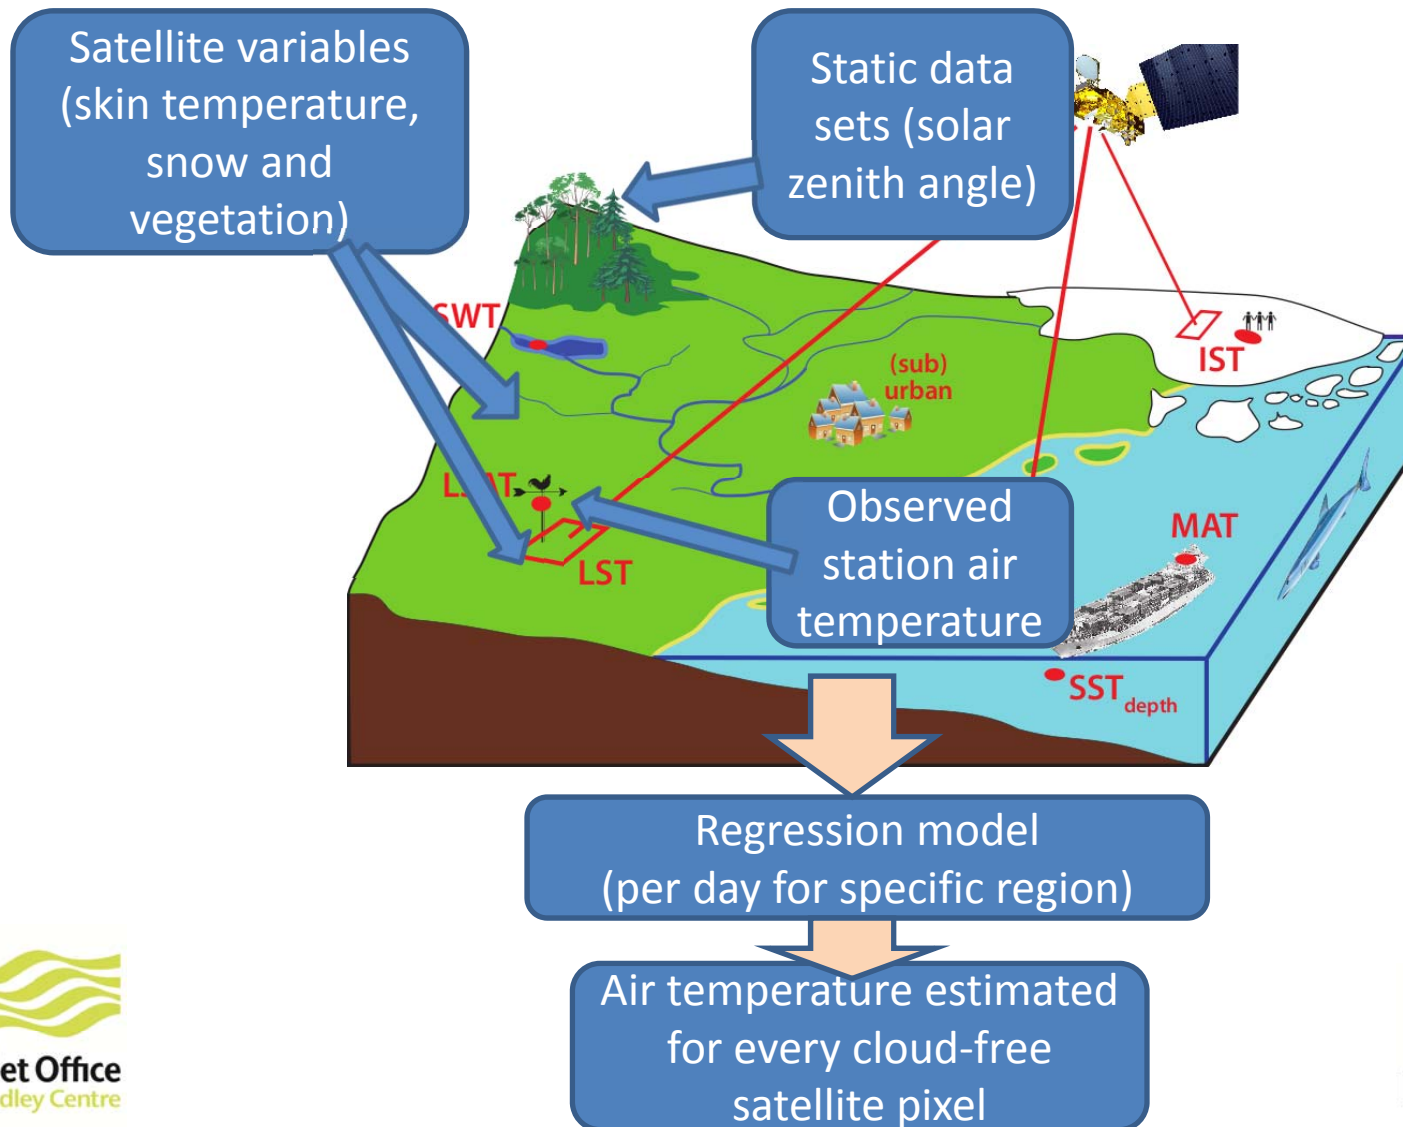 Satellite variables
(skin temperature,
snow and
vegetation)
Static data
sets (solar
zenith angle)
SWT
IST
(sub)
urban
LST
Observed
station air
temperature
MAT
SST depth
Regression model
(per day for specific region)
Air temperature estimated
for every cloud-free
satellite pixel
et Office
dley Centre